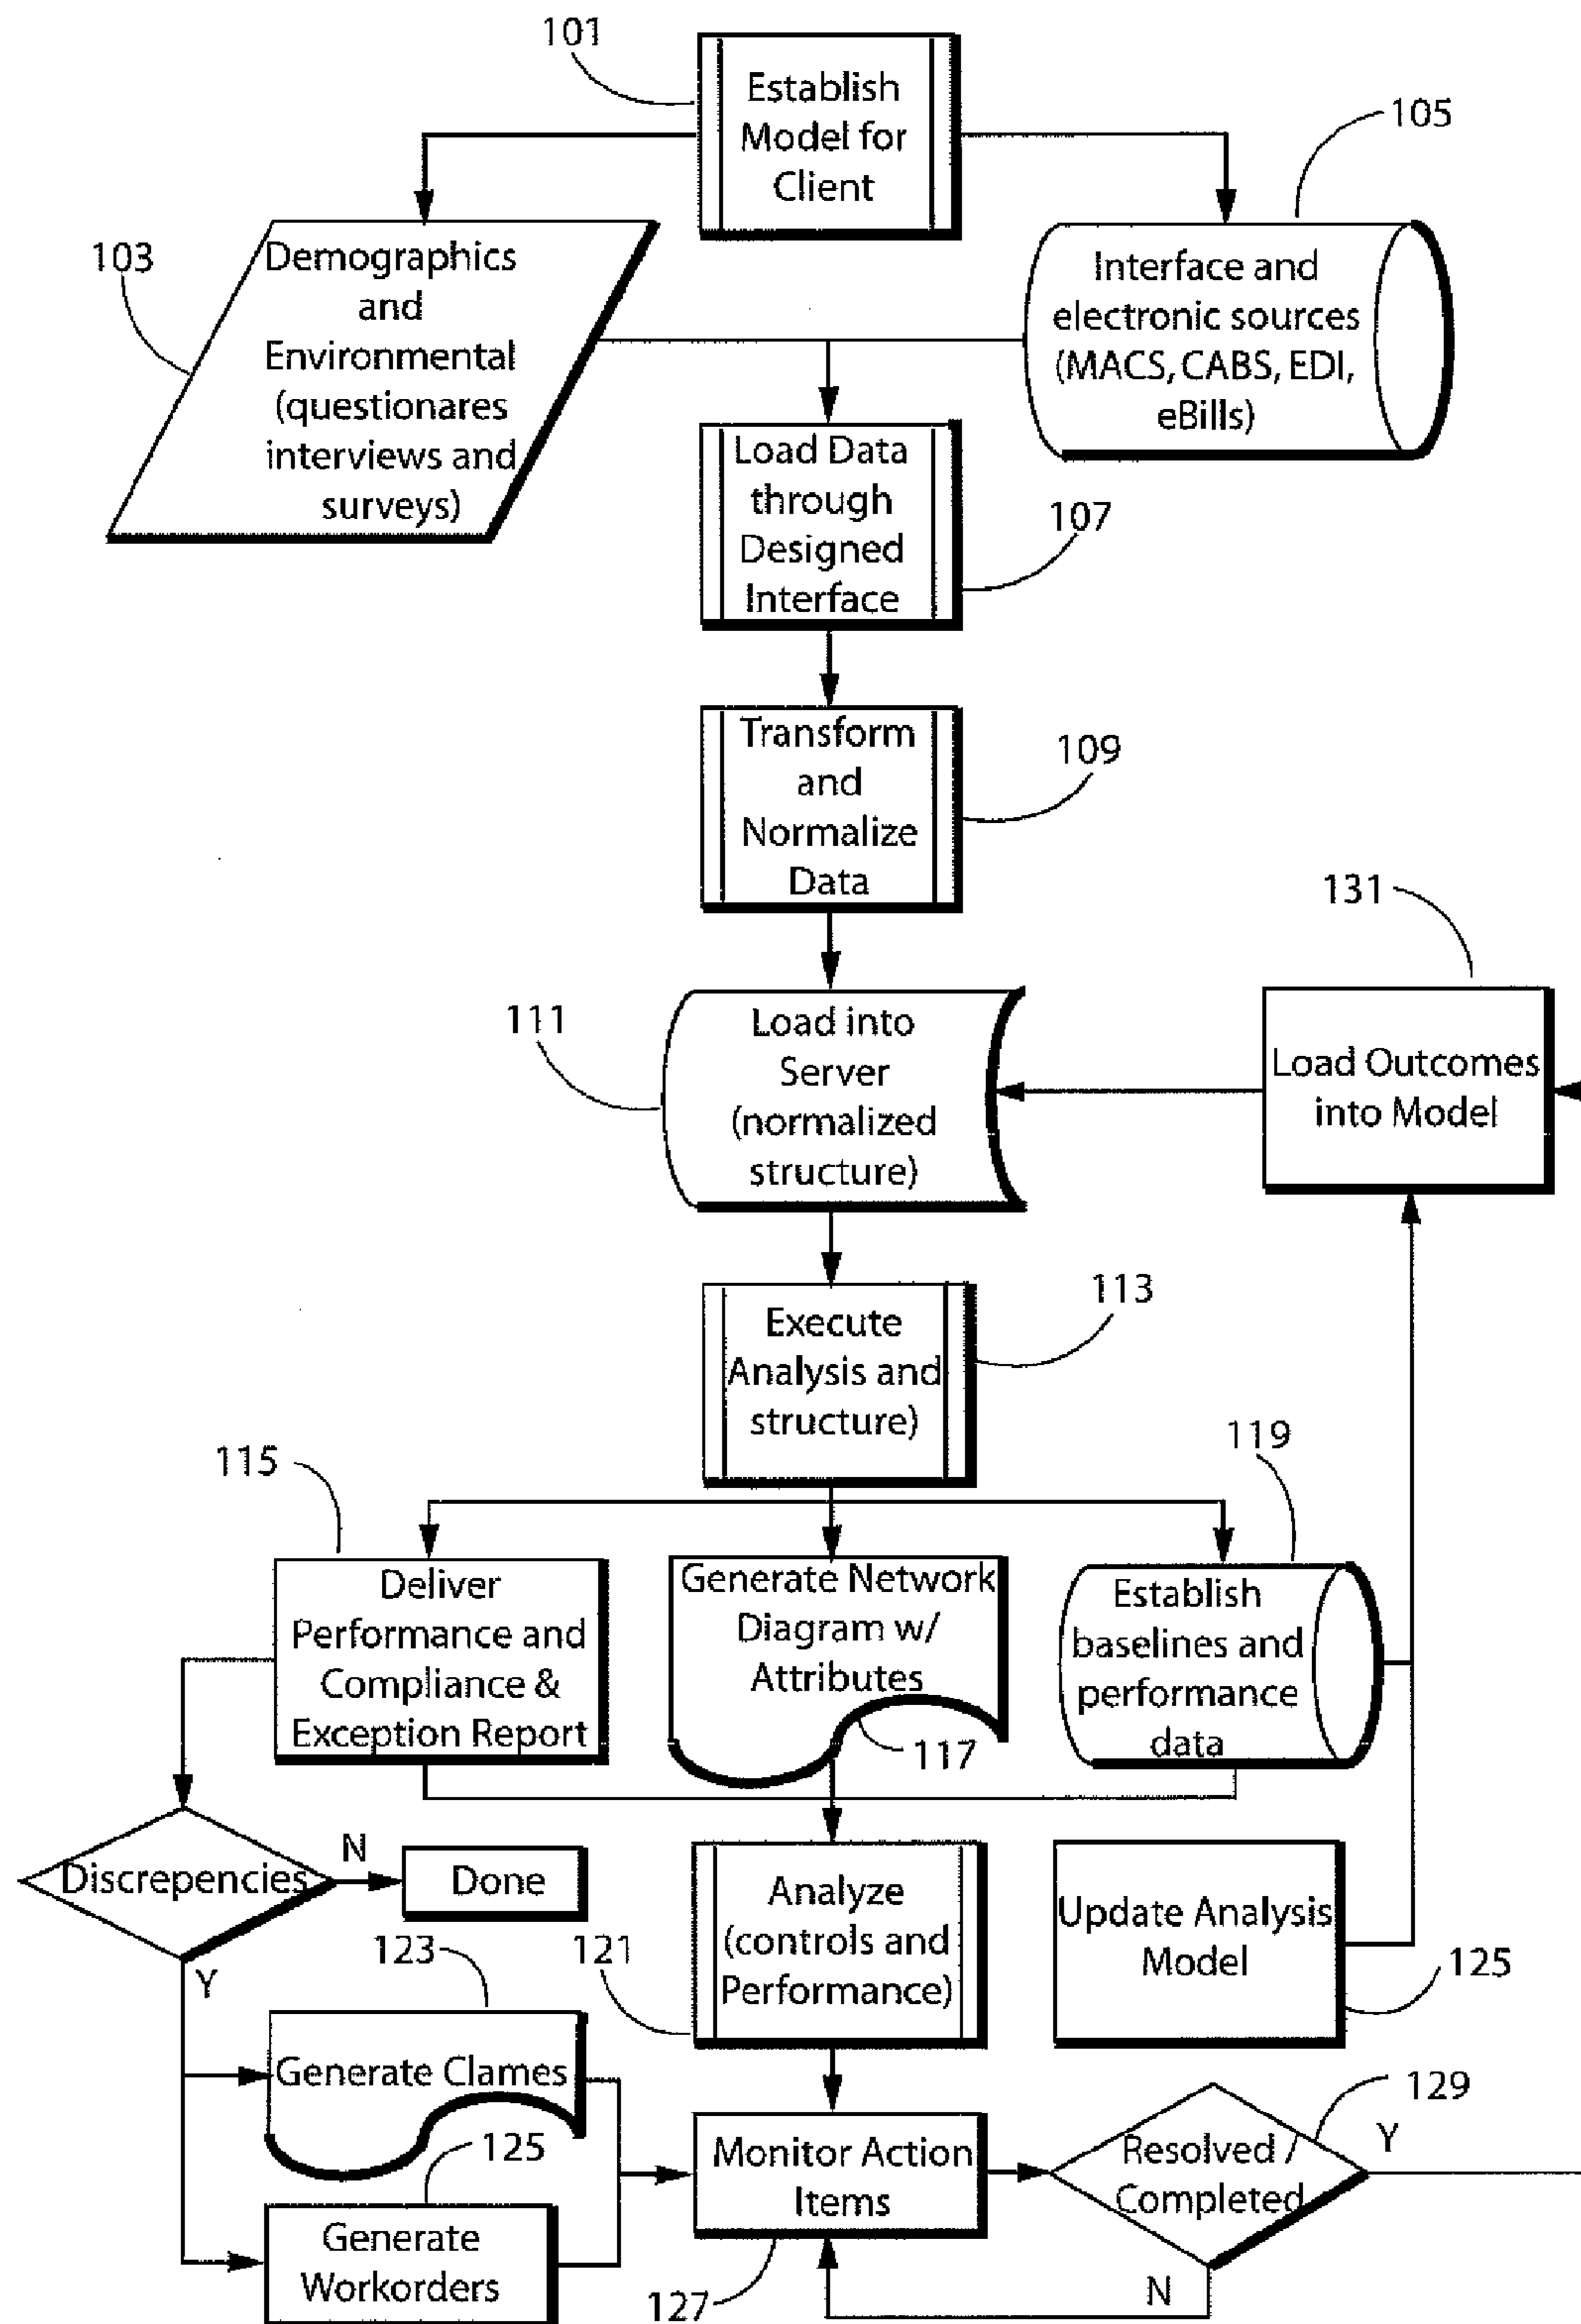 101
Establish
Model for
Client
105
103
Demographics
and
Environmental
(questionares
interviews and
surveys)
Interface and
electronic sources
(MACS, CABS, EDI,
eBills)
Load Data
through
Designed
Interface
107
Transform
and
Normalize
Data
109
131
111
Load into
Server
(normalized
structure)
Load Outcomes
into Model
Execute
Analysis and
structure)
113
115
119
Deliver
Performance and
Compliance &
Exception Report
Generate Network
Diagram w/
Attributes
117
Establish
baselines and
performance
data
Discrepencies
N
Done
Y
123
121
Analyze
(controls and
Performance)
Update Analysis
Model
125
Generate Clames
125
Generate
Workorders
Monitor Action
Items
127
Resolved /
Completed
129
Y
N